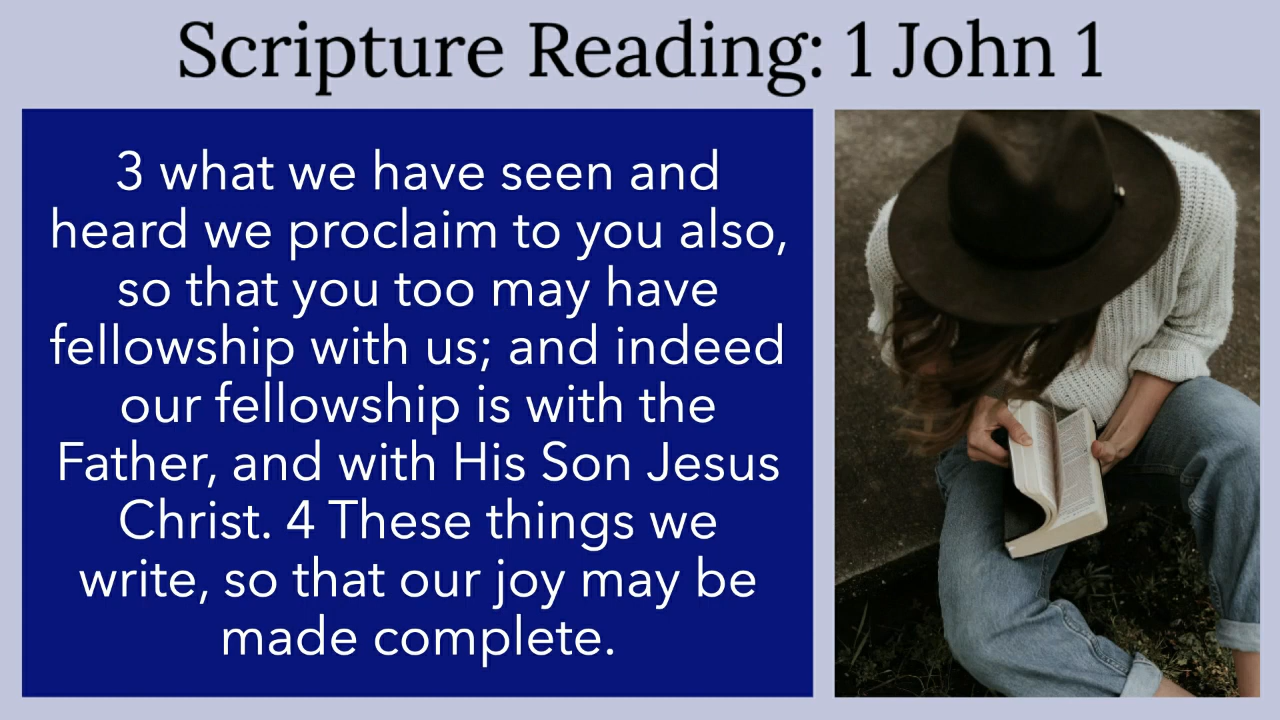 Scripture Reading: 1 John 1
3 what we have seen and
heard we proclaim to you also,
so that you too may have
fellowship with us; and indeed
our fellowship is with the
Father, and with His Son Jesus
Christ. 4 These things we
write, so that our joy may be
made complete.